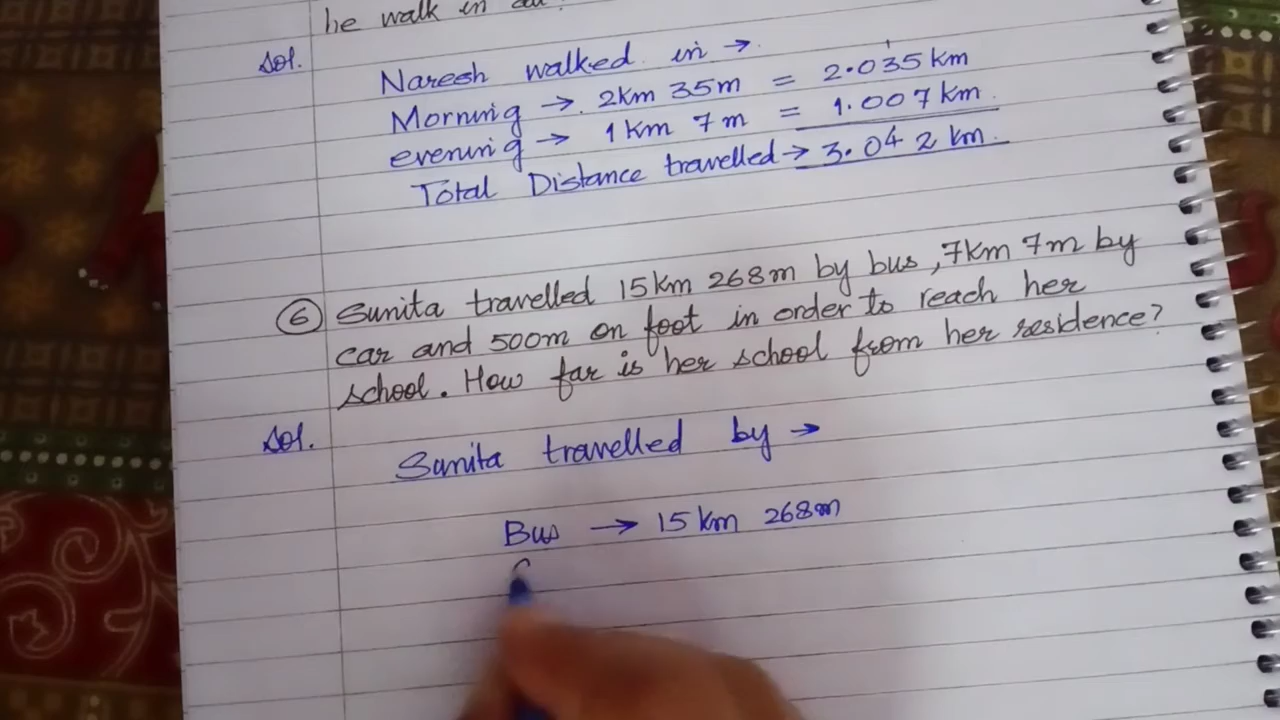 he walk in all?
Sol.
Naresh walked in →
Morning → 2km 35m = 2.035 km
evening → 1 km 7 m = 1.007 km
Total Distance travelled → 3.042 km
6 Sunita travelled 15km 268m by bus, 7km 7m by
car and 500m on foot in order to reach her
school. How far is her school from her residence?
Sol.
Sunita travelled by →
Bus → 15 km 268m